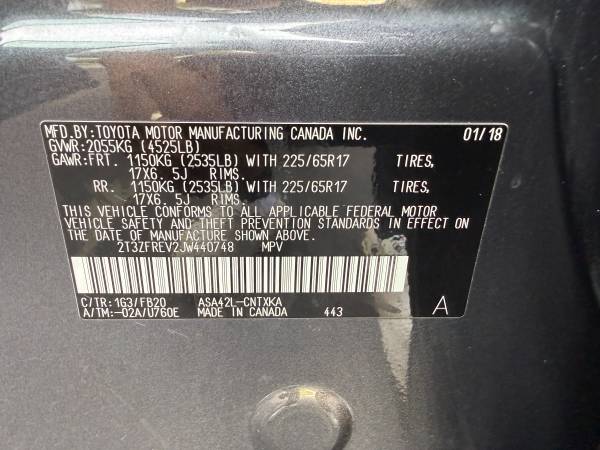 MFD.BY:TOYOTA MOTOR MANUFACTURING CANADA INC. 01/18
GVWR:2055KG (4525LB)
GAWR:FRT. 1150KG (2535LB) WITH 225/65R17 TIRES,
17X6. 5J RIMS.
RR. 1150KG (2535LB) WITH 225/65R17 TIRES,
17X6. 5J RIMS.
THIS VEHICLE CONFORMS TO ALL APPLICABLE FEDERAL MOTOR
VEHICLE SAFETY AND THEFT PREVENTION STANDARDS IN EFFECT ON
THE DATE OF MANUFACTURE SHOWN ABOVE.
2T3ZFREV2JW440748 MPV
C/TR:1G3/FB20 ASA42L-CNTXKA A
A/TM:-02A/U760E MADE IN CANADA 443